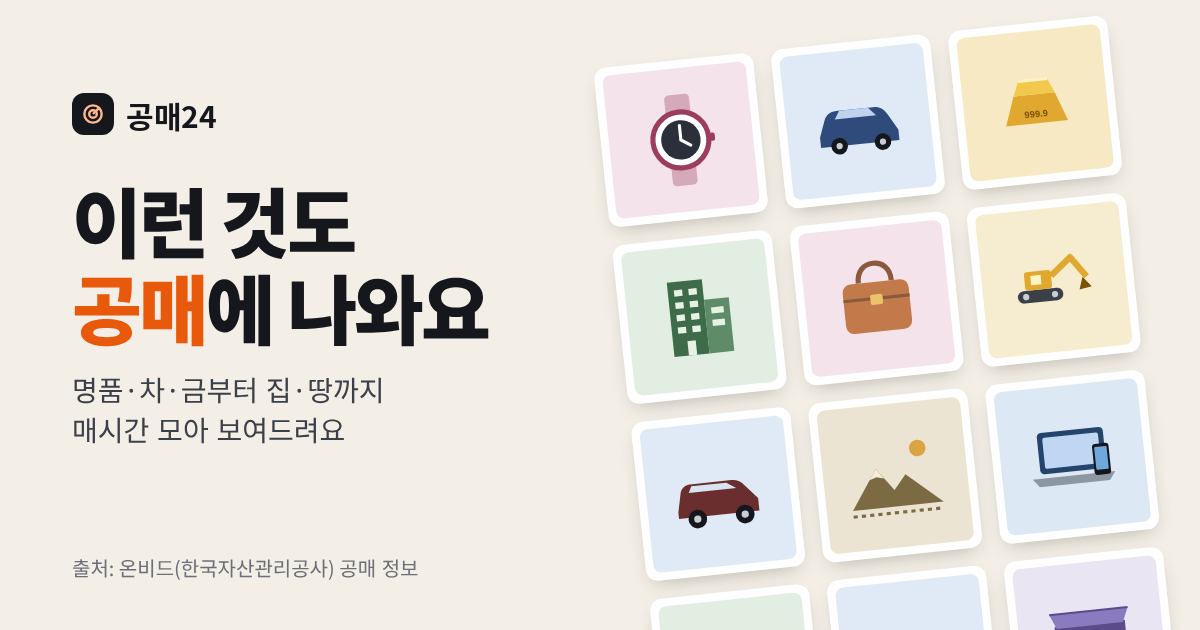 공매24
이런 것도
공매에 나와요
명품·차·금부터 집·땅까지
매시간 모아 보여드려요
출처: 온비드(한국자산관리공사) 공매 정보
999.9